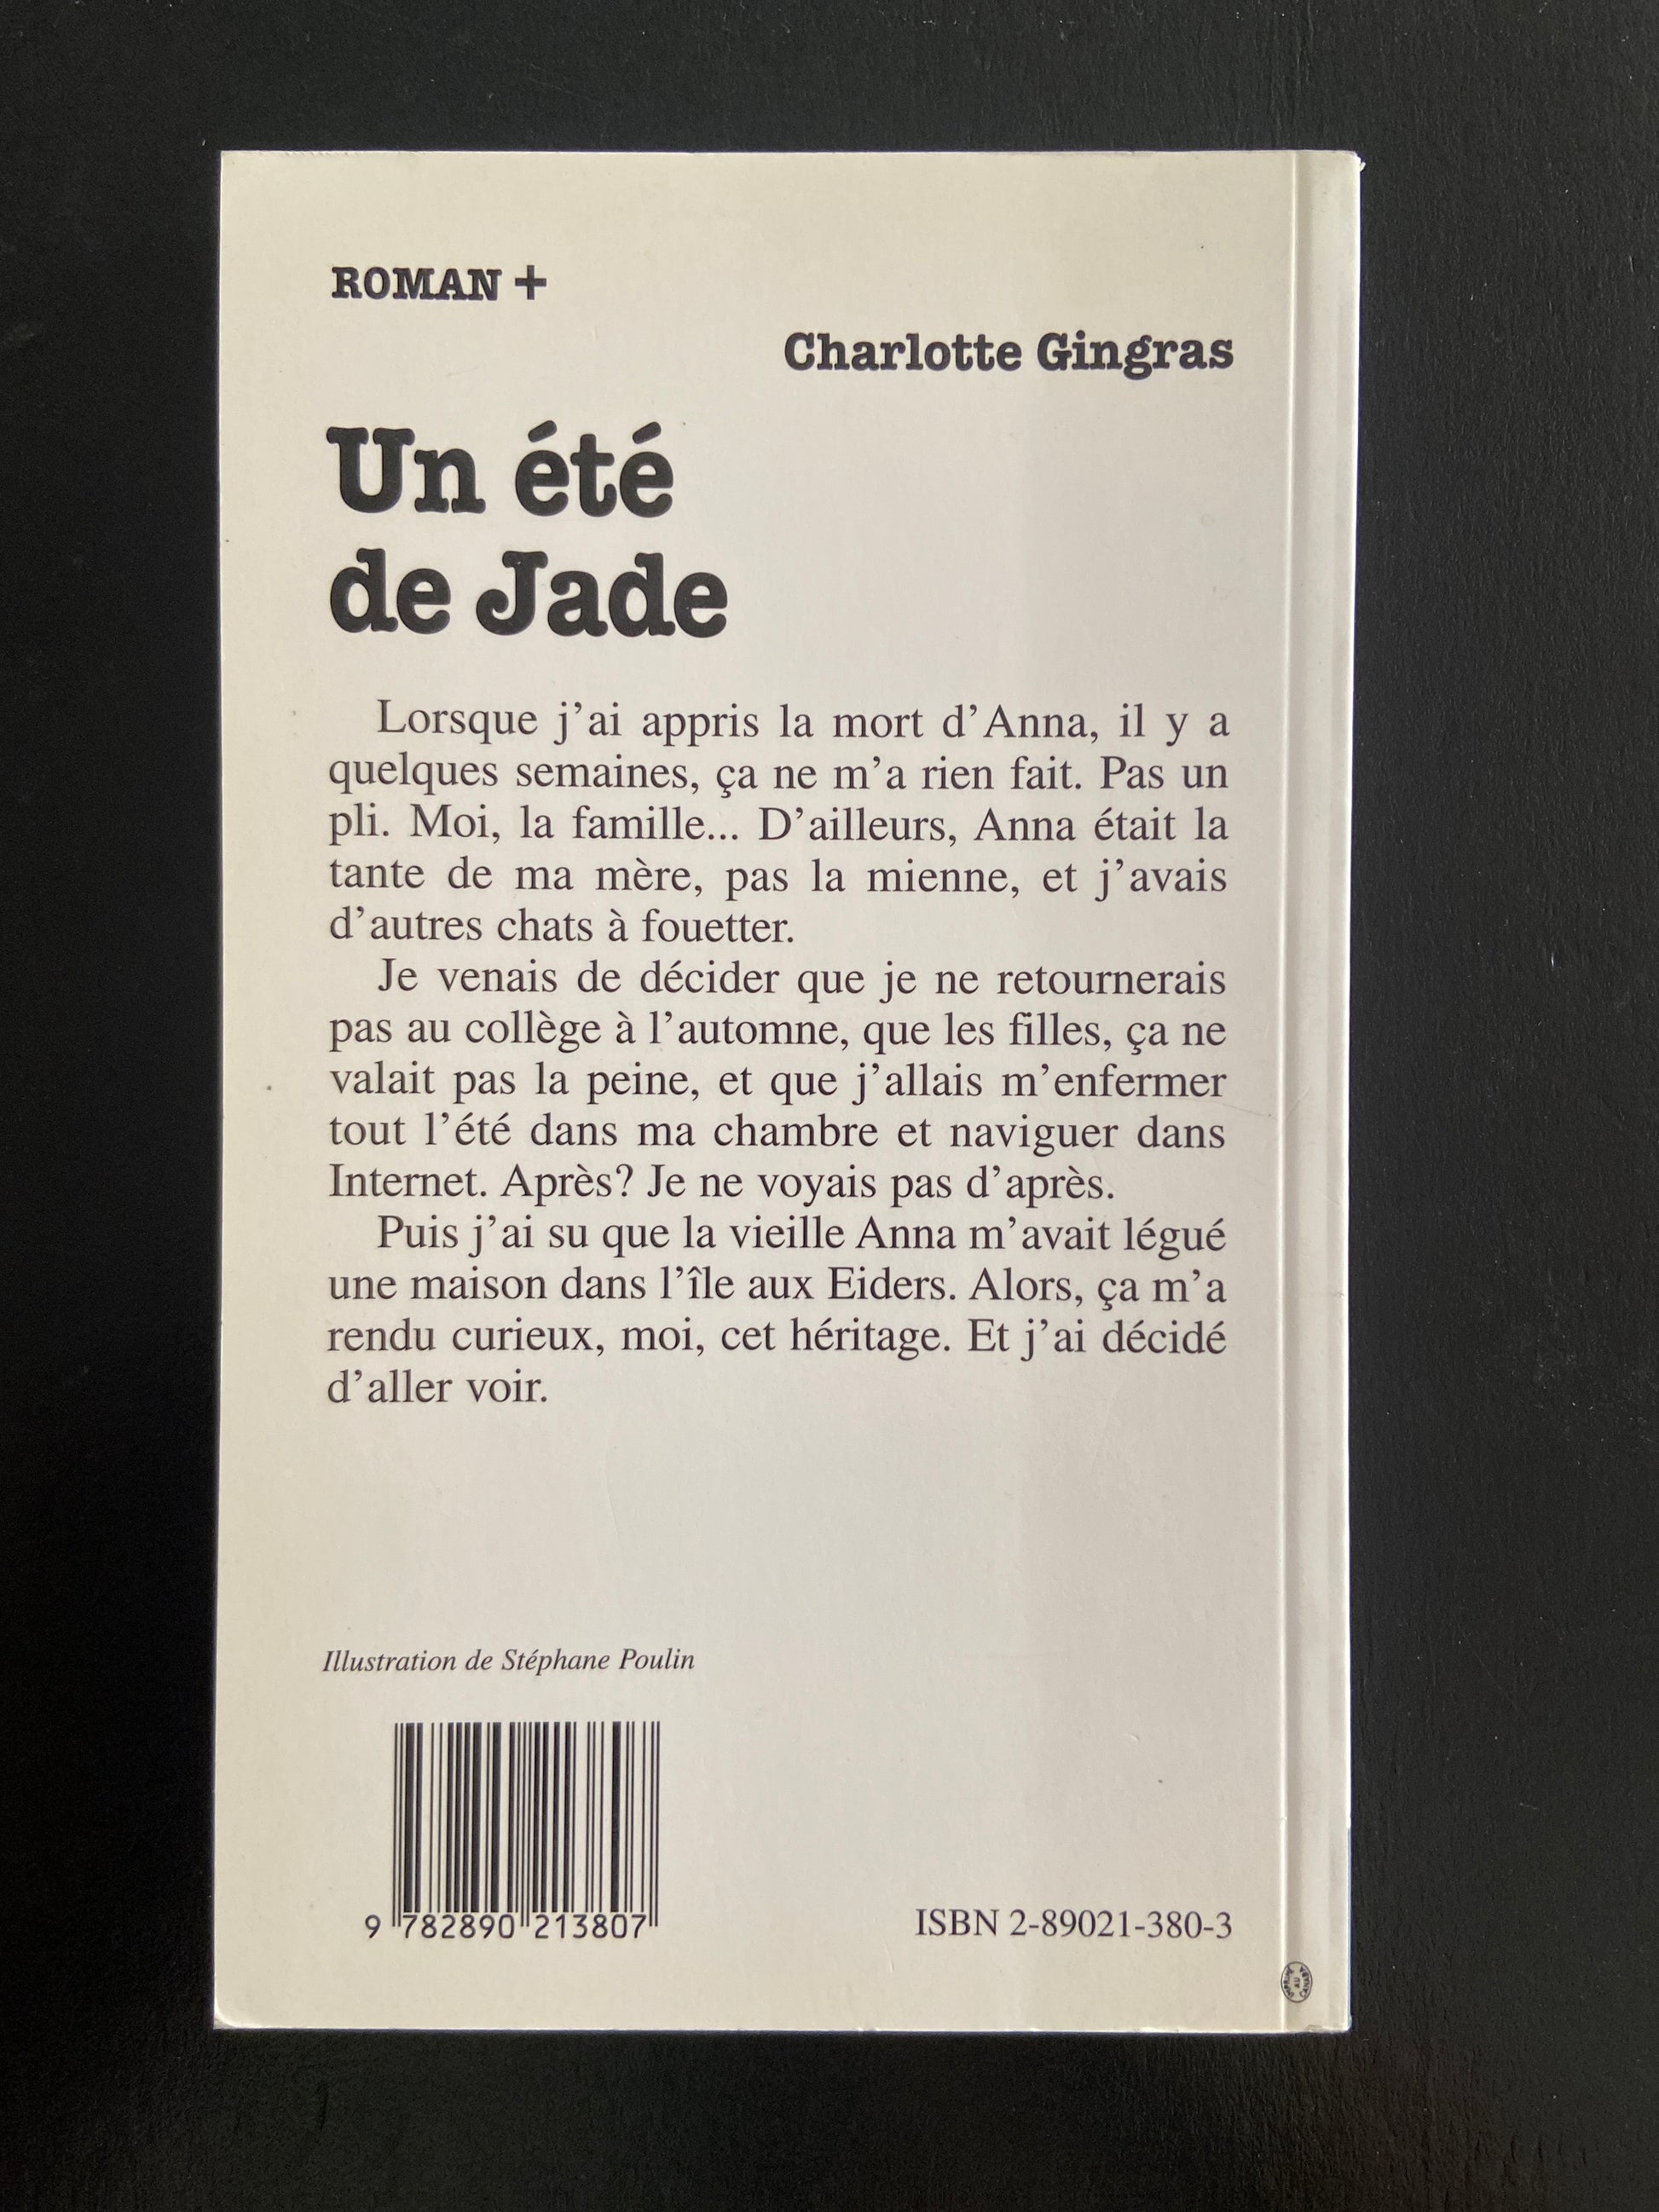 ROMAN +
Charlotte Gingras
Un été
de Jade
Lorsque j'ai appris la mort d'Anna, il y a
quelques semaines, ça ne m'a rien fait. Pas un
pli. Moi, la famille... D'ailleurs, Anna était la
tante de ma mère, pas la mienne, et j'avais
d'autres chats à fouetter.
Je venais de décider que je ne retournerais
pas au collège à l'automne, que les filles, ça ne
valait pas la peine, et que j'allais m'enfermer
tout l'été dans ma chambre et naviguer dans
Internet. Après? Je ne voyais pas d'après.
Puis j'ai su que la vieille Anna m'avait légué
une maison dans l'île aux Eiders. Alors, ça m'a
rendu curieux, moi, cet héritage. Et j'ai décidé
d'aller voir.
Illustration de Stéphane Poulin
9 782890 213807
ISBN 2-89021-380-3
AU